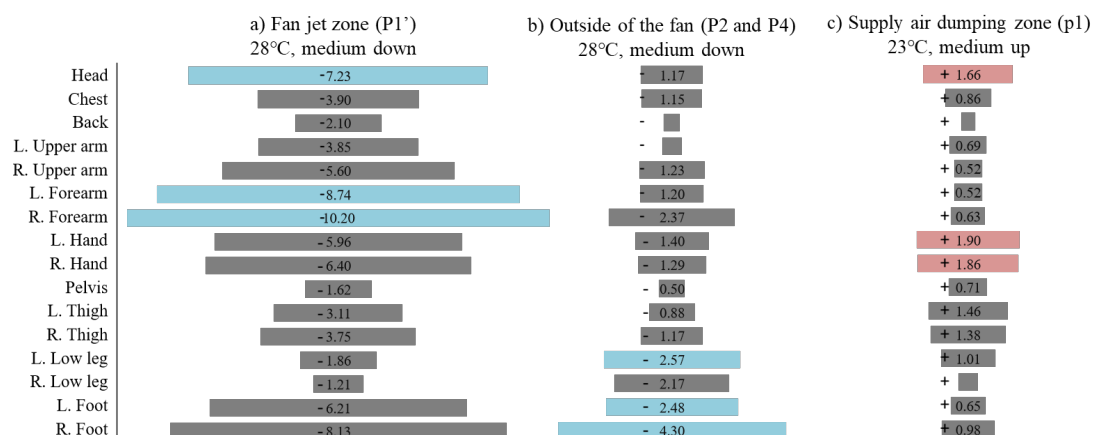 a) Fan jet zone (P1’)
28℃, medium down
b) Outside of the fan (P2 and P4)
28℃, medium down
c) Supply air dumping zone (p1)
23℃, medium up
Head -7.23 - 1.17 + 1.66
Chest -3.90 - 1.15 + 0.86
Back -2.10 - +
L. Upper arm -3.85 - + 0.69
R. Upper arm -5.60 - 1.23 + 0.52
L. Forearm -8.74 - 1.20 + 0.52
R. Forearm -10.20 - 2.37 + 0.63
L. Hand -5.96 - 1.40 + 1.90
R. Hand -6.40 - 1.29 + 1.86
Pelvis -1.62 - 0.50 + 0.71
L. Thigh -3.11 - 0.88 + 1.46
R. Thigh -3.75 - 1.17 + 1.38
L. Low leg -1.86 - 2.57 + 1.01
R. Low leg -1.21 - 2.17 +
L. Foot -6.21 - 2.48 + 0.65
R. Foot -8.13 - 4.30 + 0.98